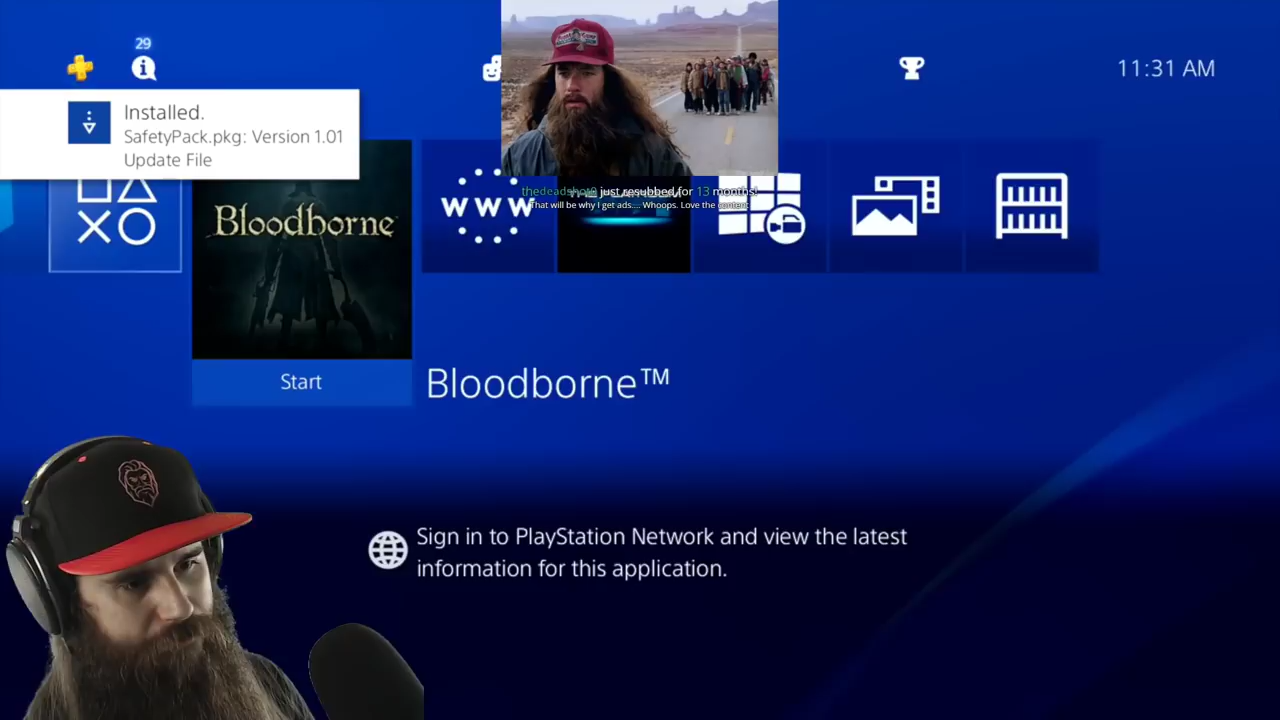 29
11:31 AM
Installed.
SafetyPack.pkg: Version 1.01
Update File
thedeadshot0 just resubbed for 13 months!
That will be why I get ads.... Whoops. Love the content
Bloodborne
www
Start
Bloodborne™
Sign in to PlayStation Network and view the latest
information for this application.